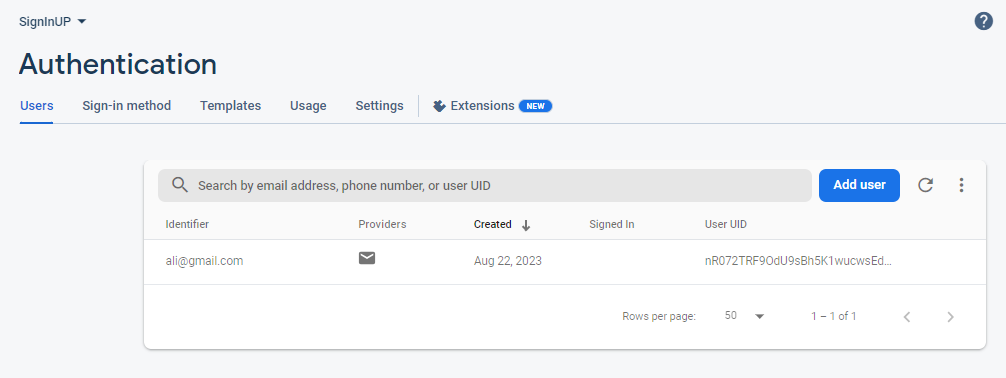 SignInUP
Authentication
Users Sign-in method Templates Usage Settings Extensions NEW
Search by email address, phone number, or user UID Add user
Identifier Providers Created Signed In User UID
ali@gmail.com Aug 22, 2023 nR072TRF9OdU9sBh5K1wucwsEd...
Rows per page: 50 1 – 1 of 1